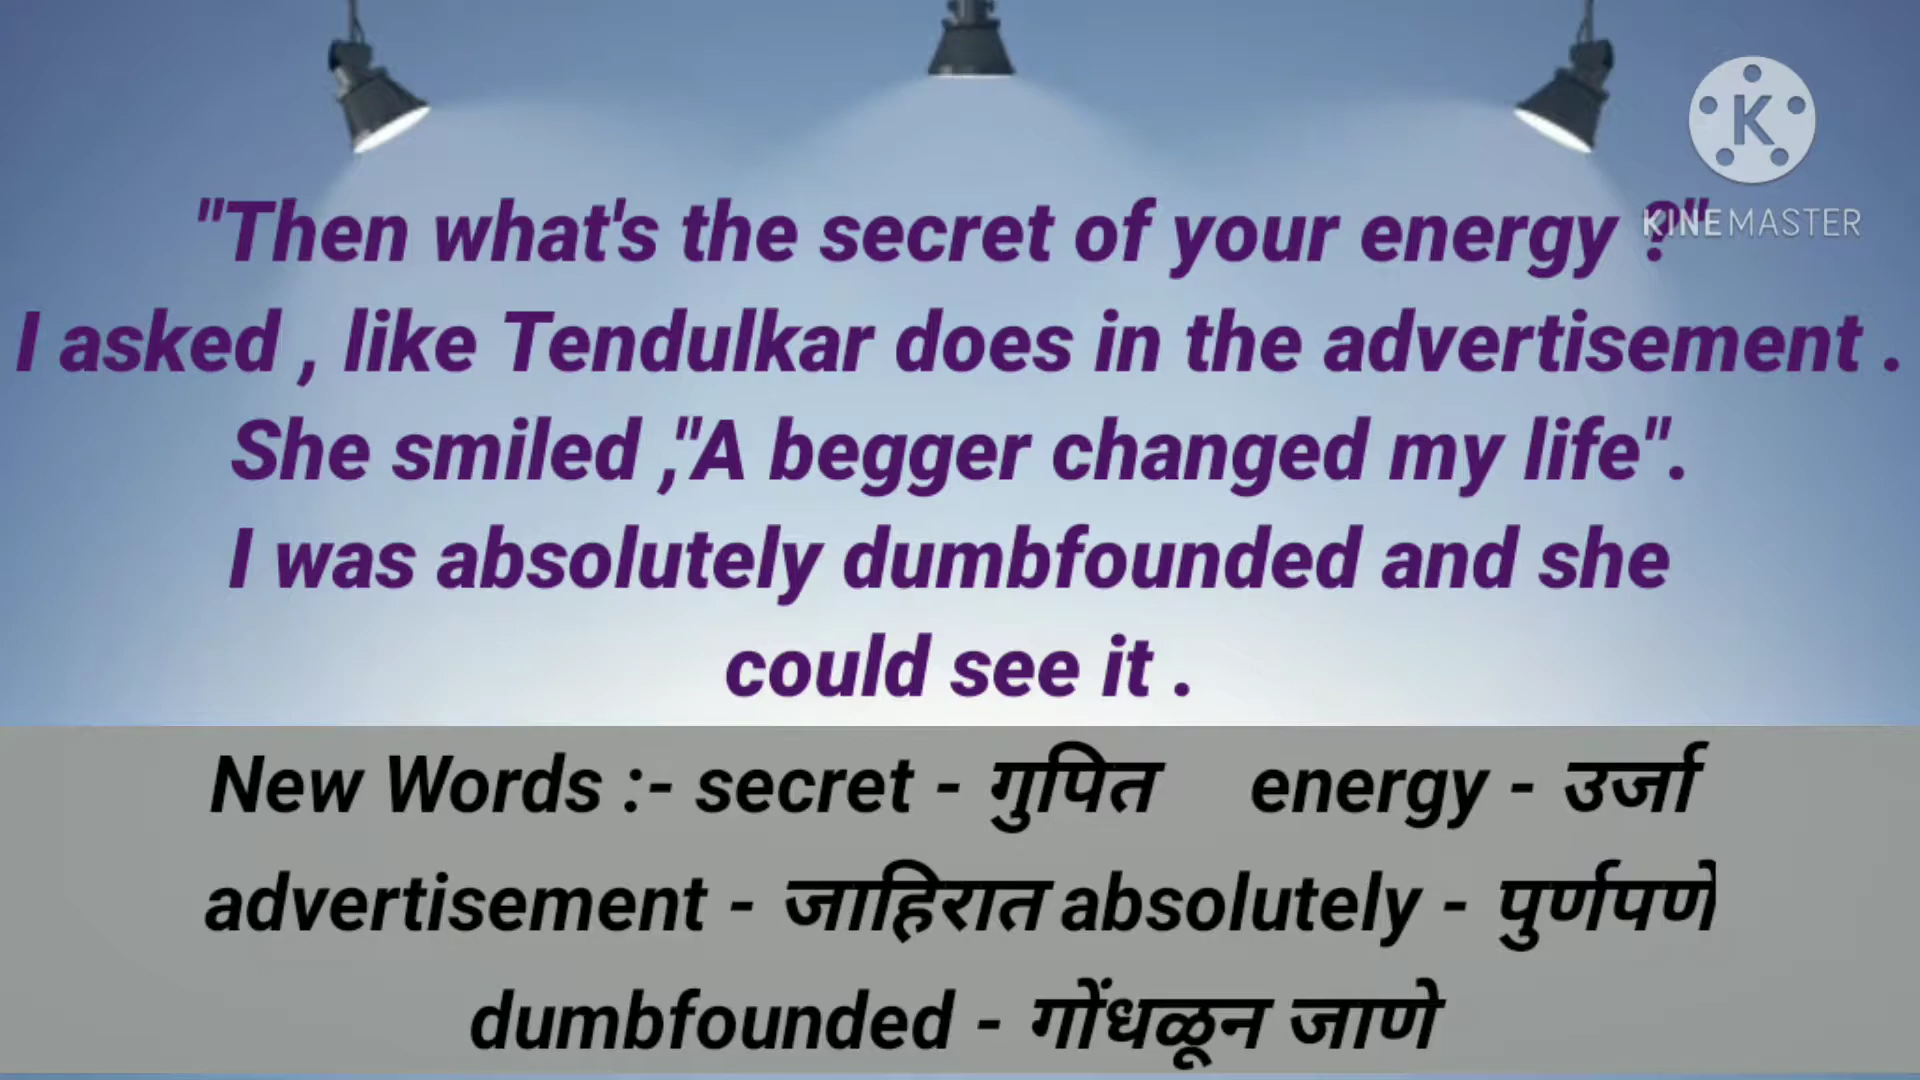 K
KINEMASTER
"Then what's the secret of your energy ?"
I asked , like Tendulkar does in the advertisement .
She smiled ,"A begger changed my life".
I was absolutely dumbfounded and she
could see it .
New Words :- secret - गुपित energy - उर्जा
advertisement - जाहिरात absolutely - पुर्णपणे
dumbfounded - गोंधळून जाणे